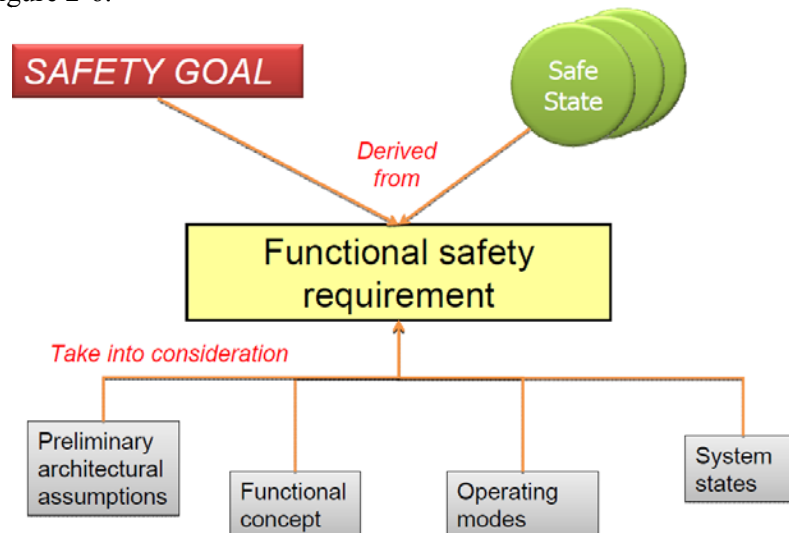 SAFETY GOAL
Safe
State
Derived
from
Functional safety
requirement
Take into consideration
Preliminary
architectural
assumptions
Functional
concept
Operating
modes
System
states